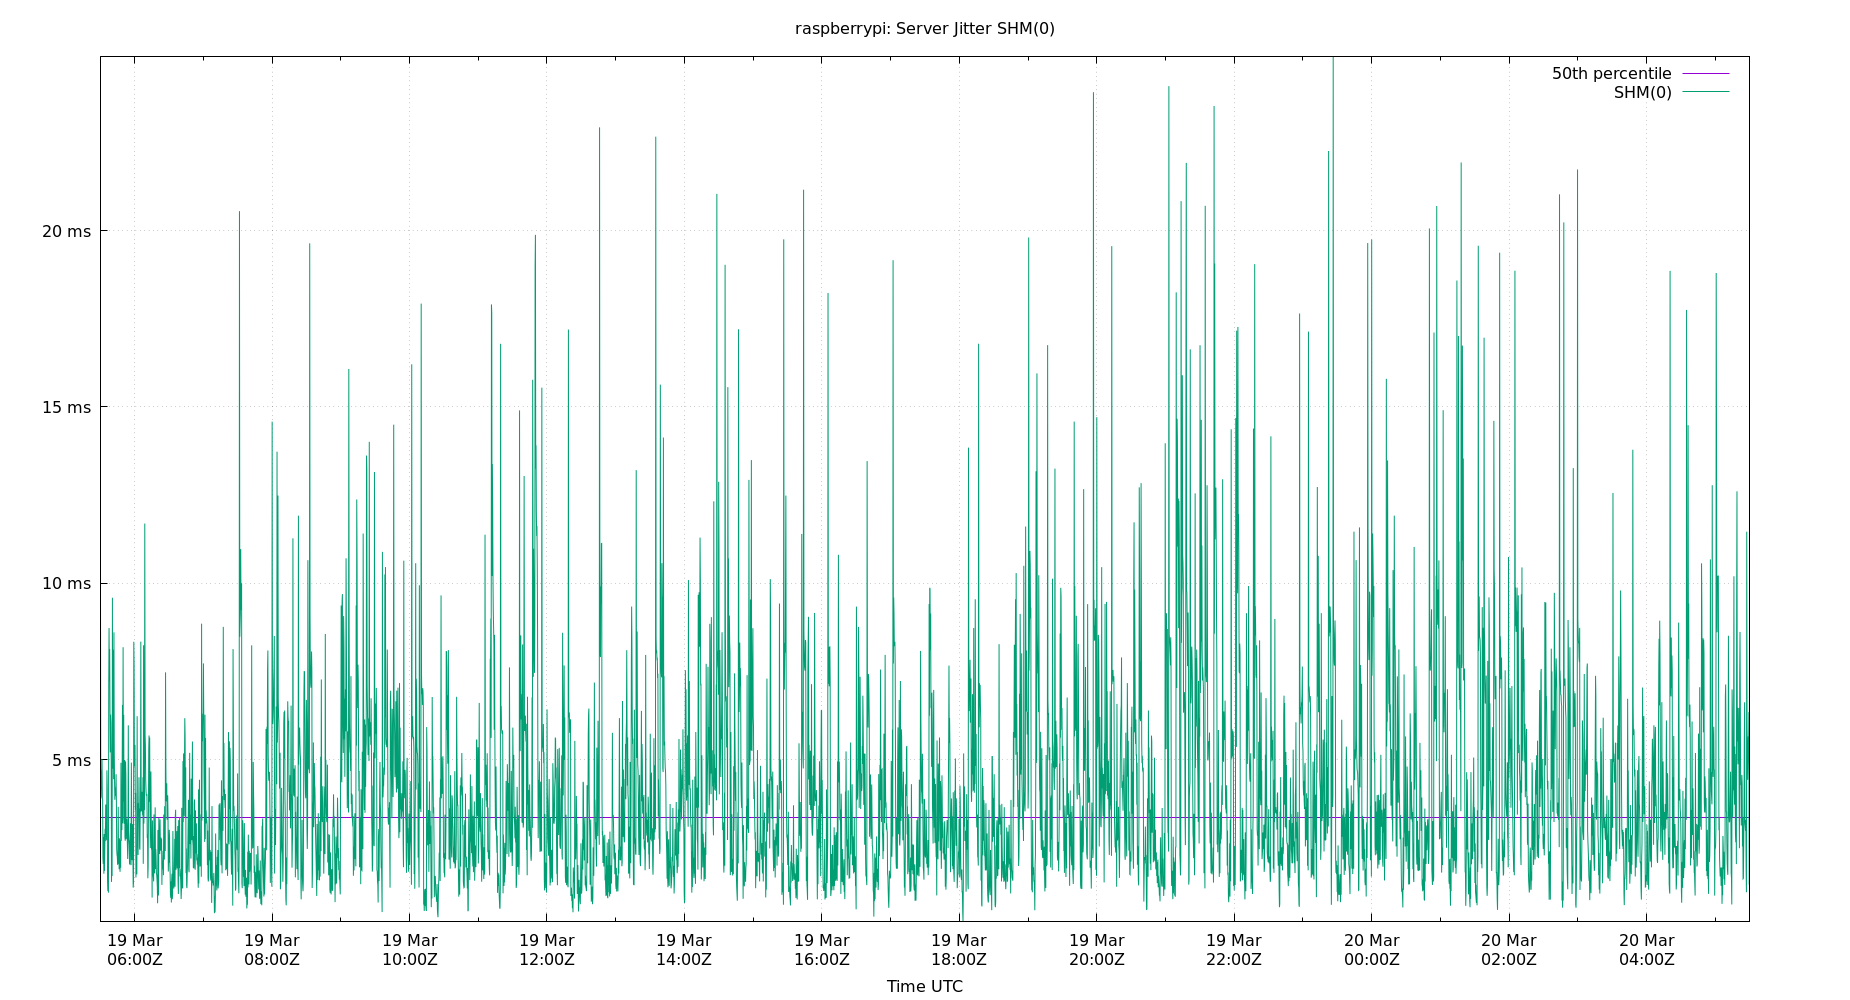 raspberrypi: Server Jitter SHM(0)
50th percentile
SHM(0)
20 ms
15 ms
10 ms
5 ms
19 Mar 19 Mar 19 Mar 19 Mar 19 Mar 19 Mar 19 Mar 19 Mar 19 Mar 20 Mar 20 Mar 20 Mar
06:00Z 08:00Z 10:00Z 12:00Z 14:00Z 16:00Z 18:00Z 20:00Z 22:00Z 00:00Z 02:00Z 04:00Z
Time UTC